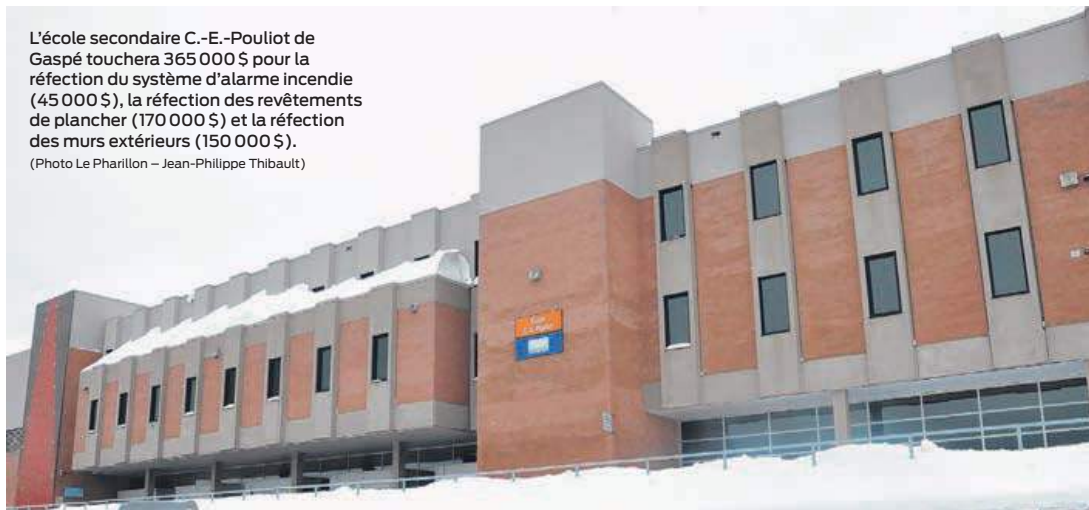 L’école secondaire C.-E.-Pouliot de
Gaspé touchera 365 000 $ pour la
réfection du système d’alarme incendie
(45 000 $), la réfection des revêtements
de plancher (170 000 $) et la réfection
des murs extérieurs (150 000 $).
(Photo Le Pharillon – Jean-Philippe Thibault)